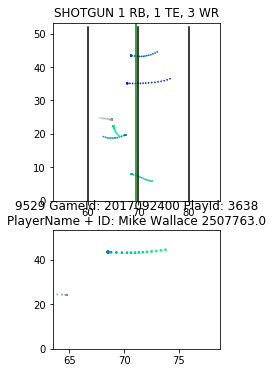 SHOTGUN 1 RB, 1 TE, 3 WR
50
40
30
20
10
0
60 70 80
9529 GameId: 2017092400 PlayId: 3638
PlayerName + ID: Mike Wallace 2507763.0
40
20
0
65 70 75